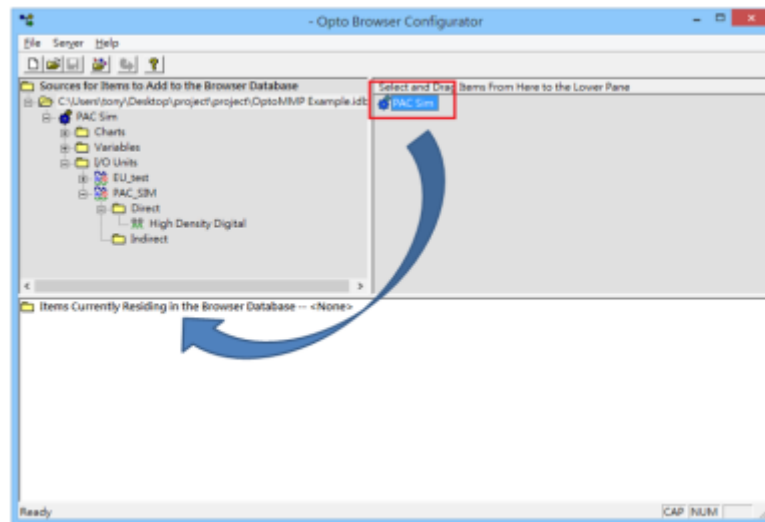 - Opto Browser Configurator
File Server Help
Sources for Items to Add to the Browser Database
Select and Drag Items From Here to the Lower Pane
C:\Users\tony\Desktop\project\project\OptoMMP Example.idb
PAC Sim
PAC Sim
Charts
Variables
I/O Units
EU_test
PAC_SIM
Direct
High Density Digital
Indirect
Items Currently Residing in the Browser Database -- <None>
Ready
CAP NUM